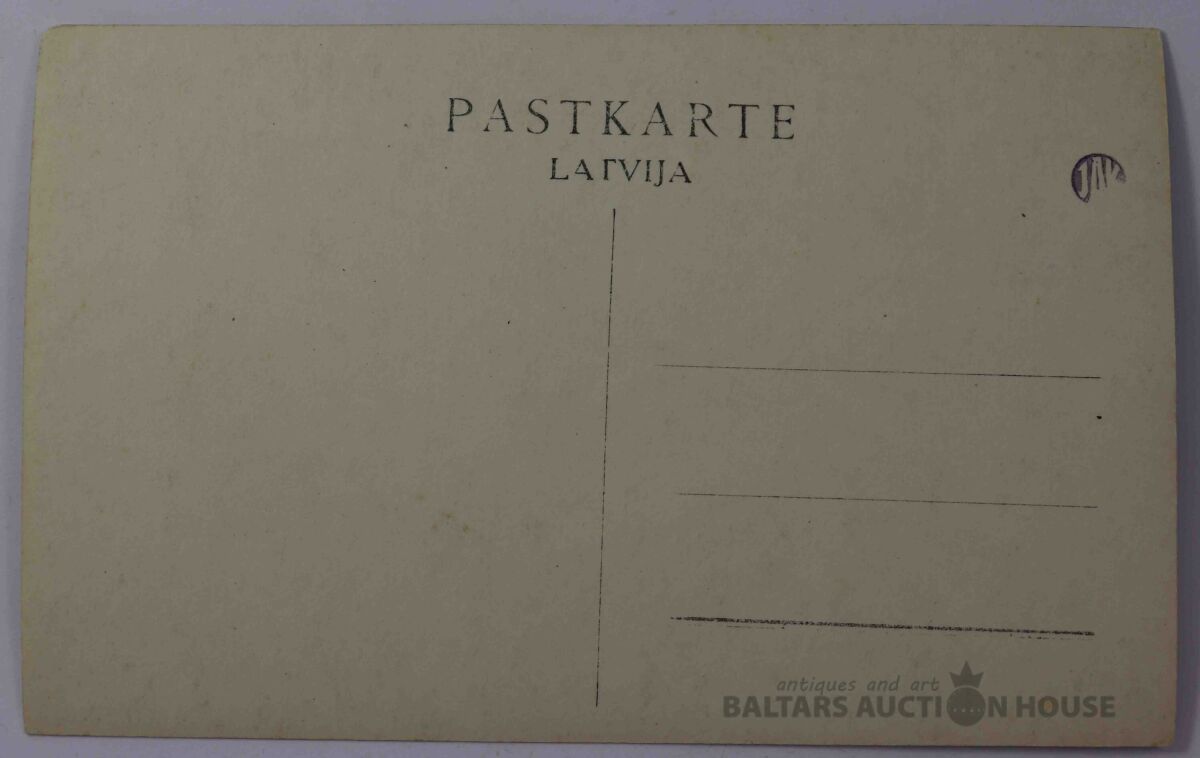 PASTKARTE
LATVIJA
antiques and art
BALTARS AUCTION HOUSE